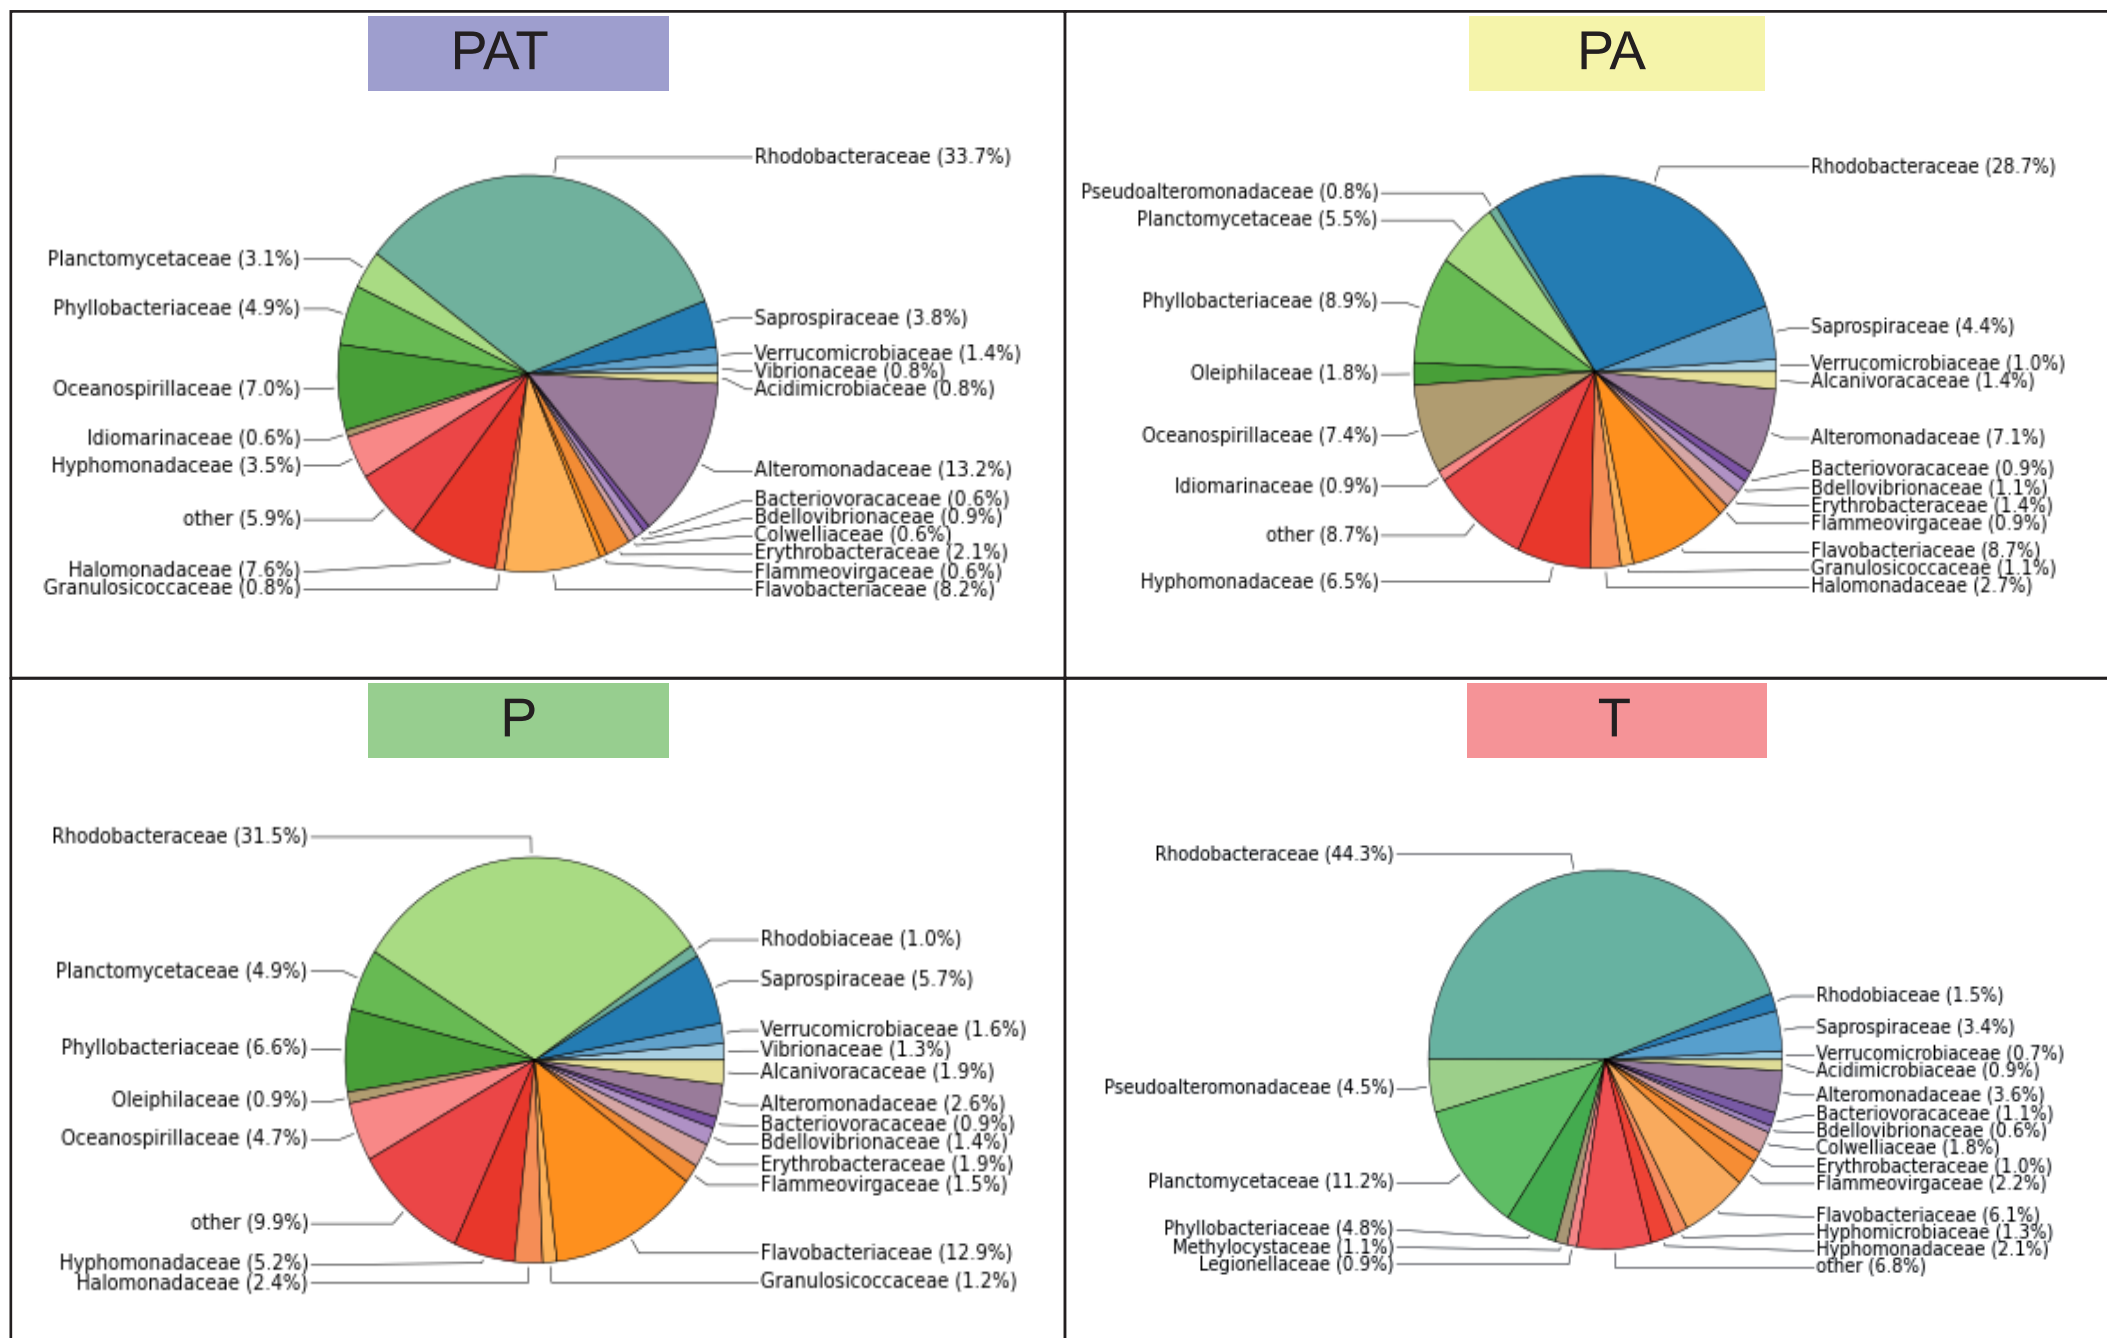 PAT
Rhodobacteraceae (33.7%)
Planctomycetaceae (3.1%)
Phyllobacteriaceae (4.9%)
Oceanospirillaceae (7.0%)
Idiomarinaceae (0.6%)
Hyphomonadaceae (3.5%)
other (5.9%)
Halomonadaceae (7.6%)
Granulosicoccaceae (0.8%)
Saprospiraceae (3.8%)
Verrucomicrobiaceae (1.4%)
Vibrionaceae (0.8%)
Acidimicrobiaceae (0.8%)
Alteromonadaceae (13.2%)
Bacteriovoracaceae (0.6%)
Bdellovibrionaceae (0.9%)
Colwelliaceae (0.6%)
Erythrobacteraceae (2.1%)
Flammeovirgaceae (0.6%)
Flavobacteriaceae (8.2%)
PA
Rhodobacteraceae (28.7%)
Pseudoalteromonadaceae (0.8%)
Planctomycetaceae (5.5%)
Phyllobacteriaceae (8.9%)
Oleiphilaceae (1.8%)
Oceanospirillaceae (7.4%)
Idiomarinaceae (0.9%)
other (8.7%)
Hyphomonadaceae (6.5%)
Saprospiraceae (4.4%)
Verrucomicrobiaceae (1.0%)
Alcanivoracaceae (1.4%)
Alteromonadaceae (7.1%)
Bacteriovoracaceae (0.9%)
Bdellovibrionaceae (1.1%)
Erythrobacteraceae (1.4%)
Flammeovirgaceae (0.9%)
Flavobacteriaceae (8.7%)
Granulosicoccaceae (1.1%)
Halomonadaceae (2.7%)
P
Rhodobacteraceae (31.5%)
Planctomycetaceae (4.9%)
Phyllobacteriaceae (6.6%)
Oleiphilaceae (0.9%)
Oceanospirillaceae (4.7%)
other (9.9%)
Hyphomonadaceae (5.2%)
Halomonadaceae (2.4%)
Rhodobiaceae (1.0%)
Saprospiraceae (5.7%)
Verrucomicrobiaceae (1.6%)
Vibrionaceae (1.3%)
Alcanivoracaceae (1.9%)
Alteromonadaceae (2.6%)
Bacteriovoracaceae (0.9%)
Bdellovibrionaceae (1.4%)
Erythrobacteraceae (1.9%)
Flammeovirgaceae (1.5%)
Flavobacteriaceae (12.9%)
Granulosicoccaceae (1.2%)
T
Rhodobacteraceae (44.3%)
Pseudoalteromonadaceae (4.5%)
Planctomycetaceae (11.2%)
Phyllobacteriaceae (4.8%)
Methylocystaceae (1.1%)
Legionellaceae (0.9%)
Rhodobiaceae (1.5%)
Saprospiraceae (3.4%)
Verrucomicrobiaceae (0.7%)
Acidimicrobiaceae (0.9%)
Alteromonadaceae (3.6%)
Bacteriovoracaceae (1.1%)
Bdellovibrionaceae (0.6%)
Colwelliaceae (1.8%)
Erythrobacteraceae (1.0%)
Flammeovirgaceae (2.2%)
Flavobacteriaceae (6.1%)
Hyphomicrobiaceae (1.3%)
Hyphomonadaceae (2.1%)
other (6.8%)